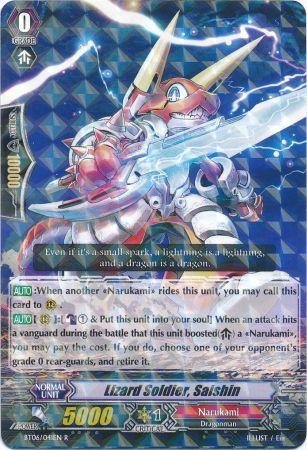 0
GRADE
10000
SHIELD
Even if it's a small spark, a lightning is a lightning,
and a dragon is a dragon.
AUTO:When another «Narukami» rides this unit, you may call this
card to
AUTO[ ]:[ 1 & Put this unit into your soul] When an attack
hits a vanguard during the battle that this unit boosted( ) a «Narukami»,
you may pay the cost. If you do, choose one of your opponent's
grade 0 rear-guards, and retire it.
NORMAL
UNIT
Lizard Soldier, Saishin
POWER
5000
1
CRITICAL
Narukami
Dragonman
BT06/041EN R
ILLUST / Eie